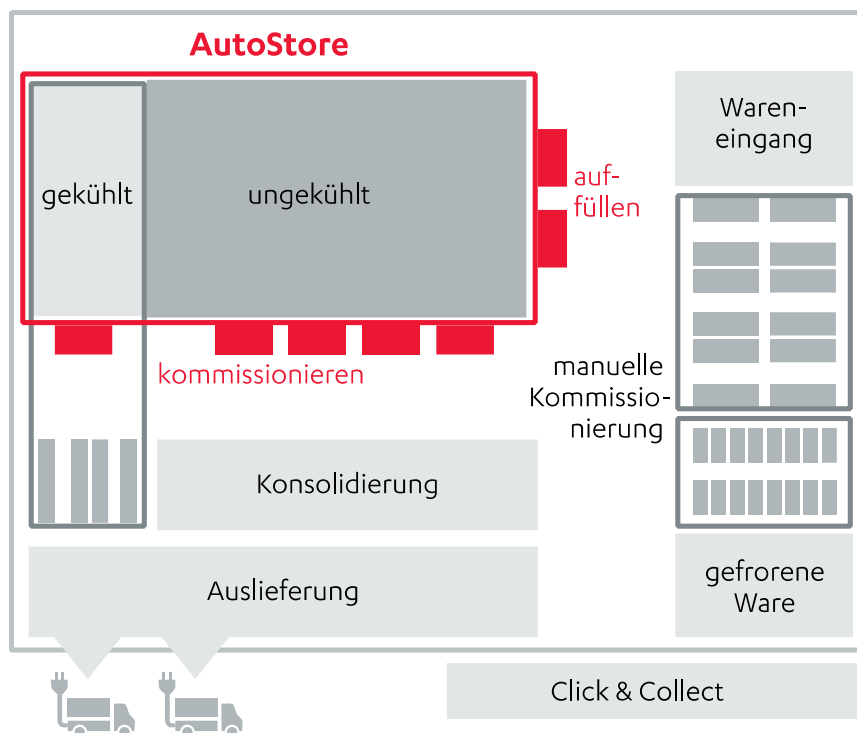 AutoStore
gekühlt
ungekühlt
auf-
füllen
kommissionieren
Waren-
eingang
manuelle
Kommissio-
nierung
Konsolidierung
Auslieferung
gefrorene
Ware
Click & Collect